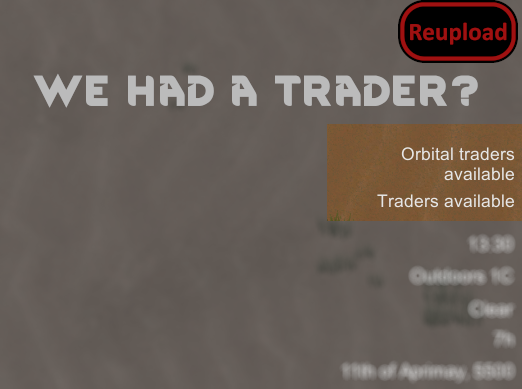 Reupload
WE HAD A TRADER?
Orbital traders
available
Traders available
13:30
Outdoors 1C
Clear
7h
11th of Aprimay, 5500